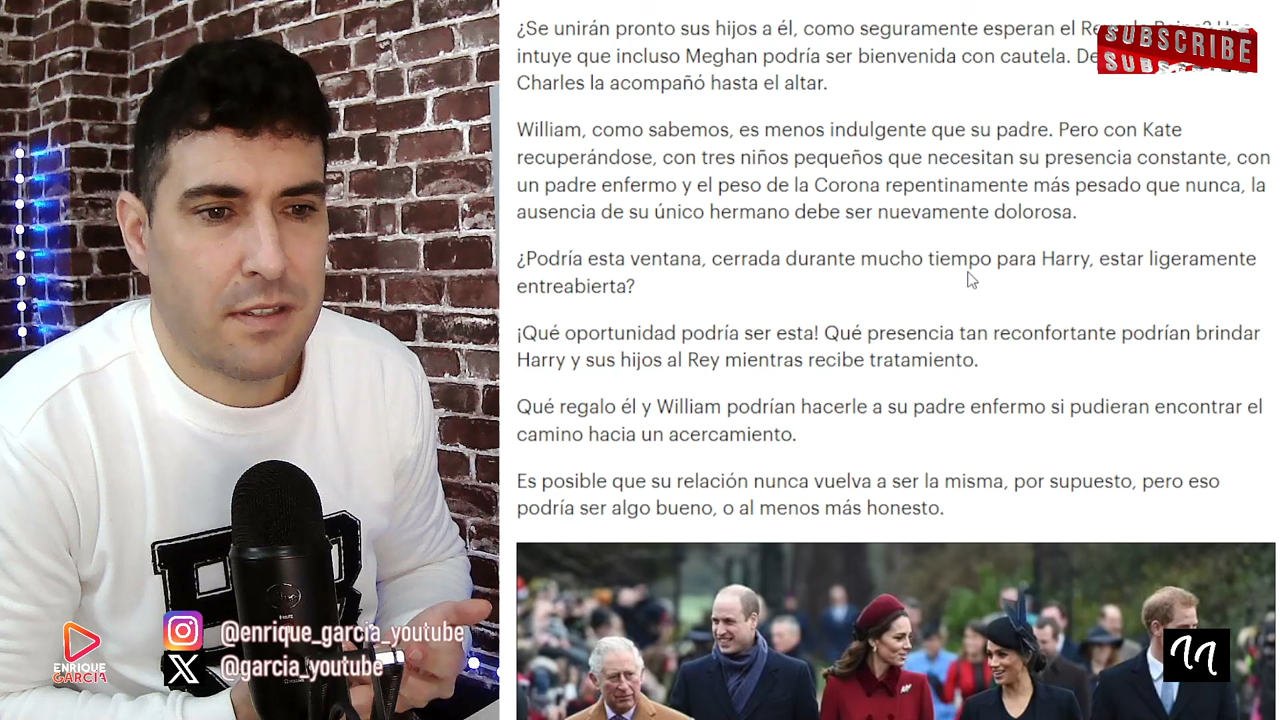 ¿Se unirán pronto sus hijos a él, como seguramente esperan el
intuye que incluso Meghan podría ser bienvenida con cautela.
Charles la acompañó hasta el altar.
SUBSCRIBE
William, como sabemos, es menos indulgente que su padre. Pero con Kate
recuperándose, con tres niños pequeños que necesitan su presencia constante, con
un padre enfermo y el peso de la Corona repentinamente más pesado que nunca, la
ausencia de su único hermano debe ser nuevamente dolorosa.
¿Podría esta ventana, cerrada durante mucho tiempo para Harry, estar ligeramente
entreabierta?
¡Qué oportunidad podría ser esta! Qué presencia tan reconfortante podrían brindar
Harry y sus hijos al Rey mientras recibe tratamiento.
Qué regalo él y William podrían hacerle a su padre enfermo si pudieran encontrar el
camino hacia un acercamiento.
Es posible que su relación nunca vuelva a ser la misma, por supuesto, pero eso
podría ser algo bueno, o al menos más honesto.
ENRIQUE
GARCIA
@enrique_garcia_youtube
@garcia_youtube